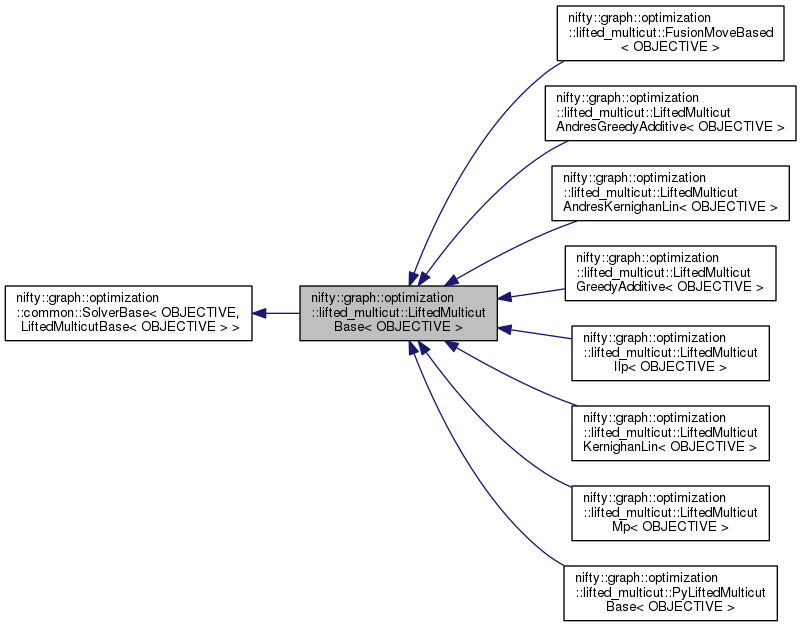 nifty::graph::optimization
::lifted_multicut::FusionMoveBased
< OBJECTIVE >
nifty::graph::optimization
::lifted_multicut::LiftedMulticut
AndresGreedyAdditive< OBJECTIVE >
nifty::graph::optimization
::lifted_multicut::LiftedMulticut
AndresKernighanLin< OBJECTIVE >
nifty::graph::optimization
::lifted_multicut::LiftedMulticut
GreedyAdditive< OBJECTIVE >
nifty::graph::optimization
::common::SolverBase< OBJECTIVE,
LiftedMulticutBase< OBJECTIVE > >
nifty::graph::optimization
::lifted_multicut::LiftedMulticut
Base< OBJECTIVE >
nifty::graph::optimization
::lifted_multicut::LiftedMulticut
Ilp< OBJECTIVE >
nifty::graph::optimization
::lifted_multicut::LiftedMulticut
KernighanLin< OBJECTIVE >
nifty::graph::optimization
::lifted_multicut::LiftedMulticut
Mp< OBJECTIVE >
nifty::graph::optimization
::lifted_multicut::PyLiftedMulticut
Base< OBJECTIVE >